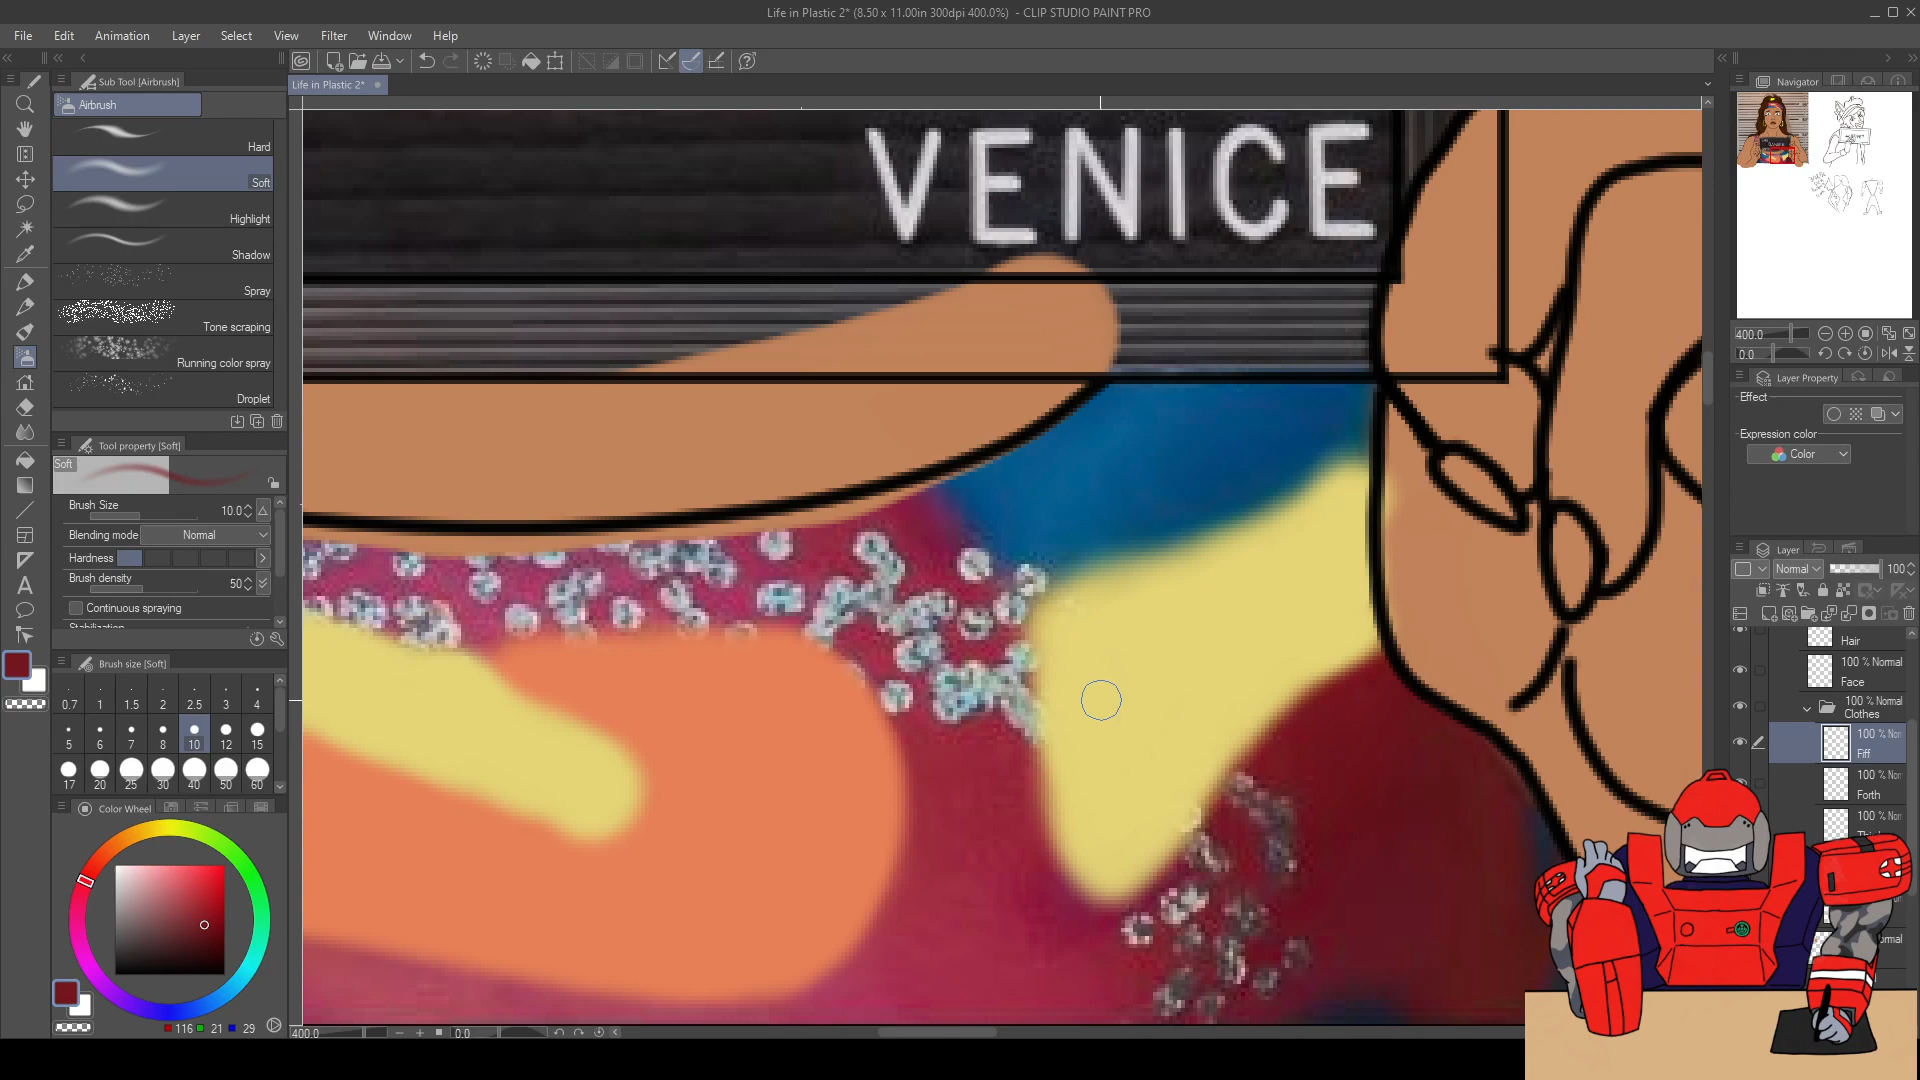 Life in Plastic 2* (8.50 x 11.00in 300dpi 400.0%) - CLIP STUDIO PAINT PRO
File Edit Animation Layer Select View Filter Window Help
Sub Tool [Airbrush]
Life in Plastic 2*
Navigator
Airbrush
Hard
Soft
Highlight
Shadow
Spray
Tone scraping
Running color spray
Droplet
VENICE
400.0
0.0
Layer Property
Effect
Expression color
Color
Tool property [Soft]
Soft
Brush Size 10.0
Blending mode Normal
Hardness
Brush density 50
Continuous spraying
Layer
Normal 100
Hair
100 % Normal
Face
100 % Normal
Clothes
100 % Nor
Fiff
100 % Nor
Forth
100 % Nor
Brush size [Soft]
0.7 1 1.5 2 2.5 3 4
5 6 7 8 10 12 15
17 20 25 30 40 50 60
Color Wheel
116 21 29
400.0 0.0